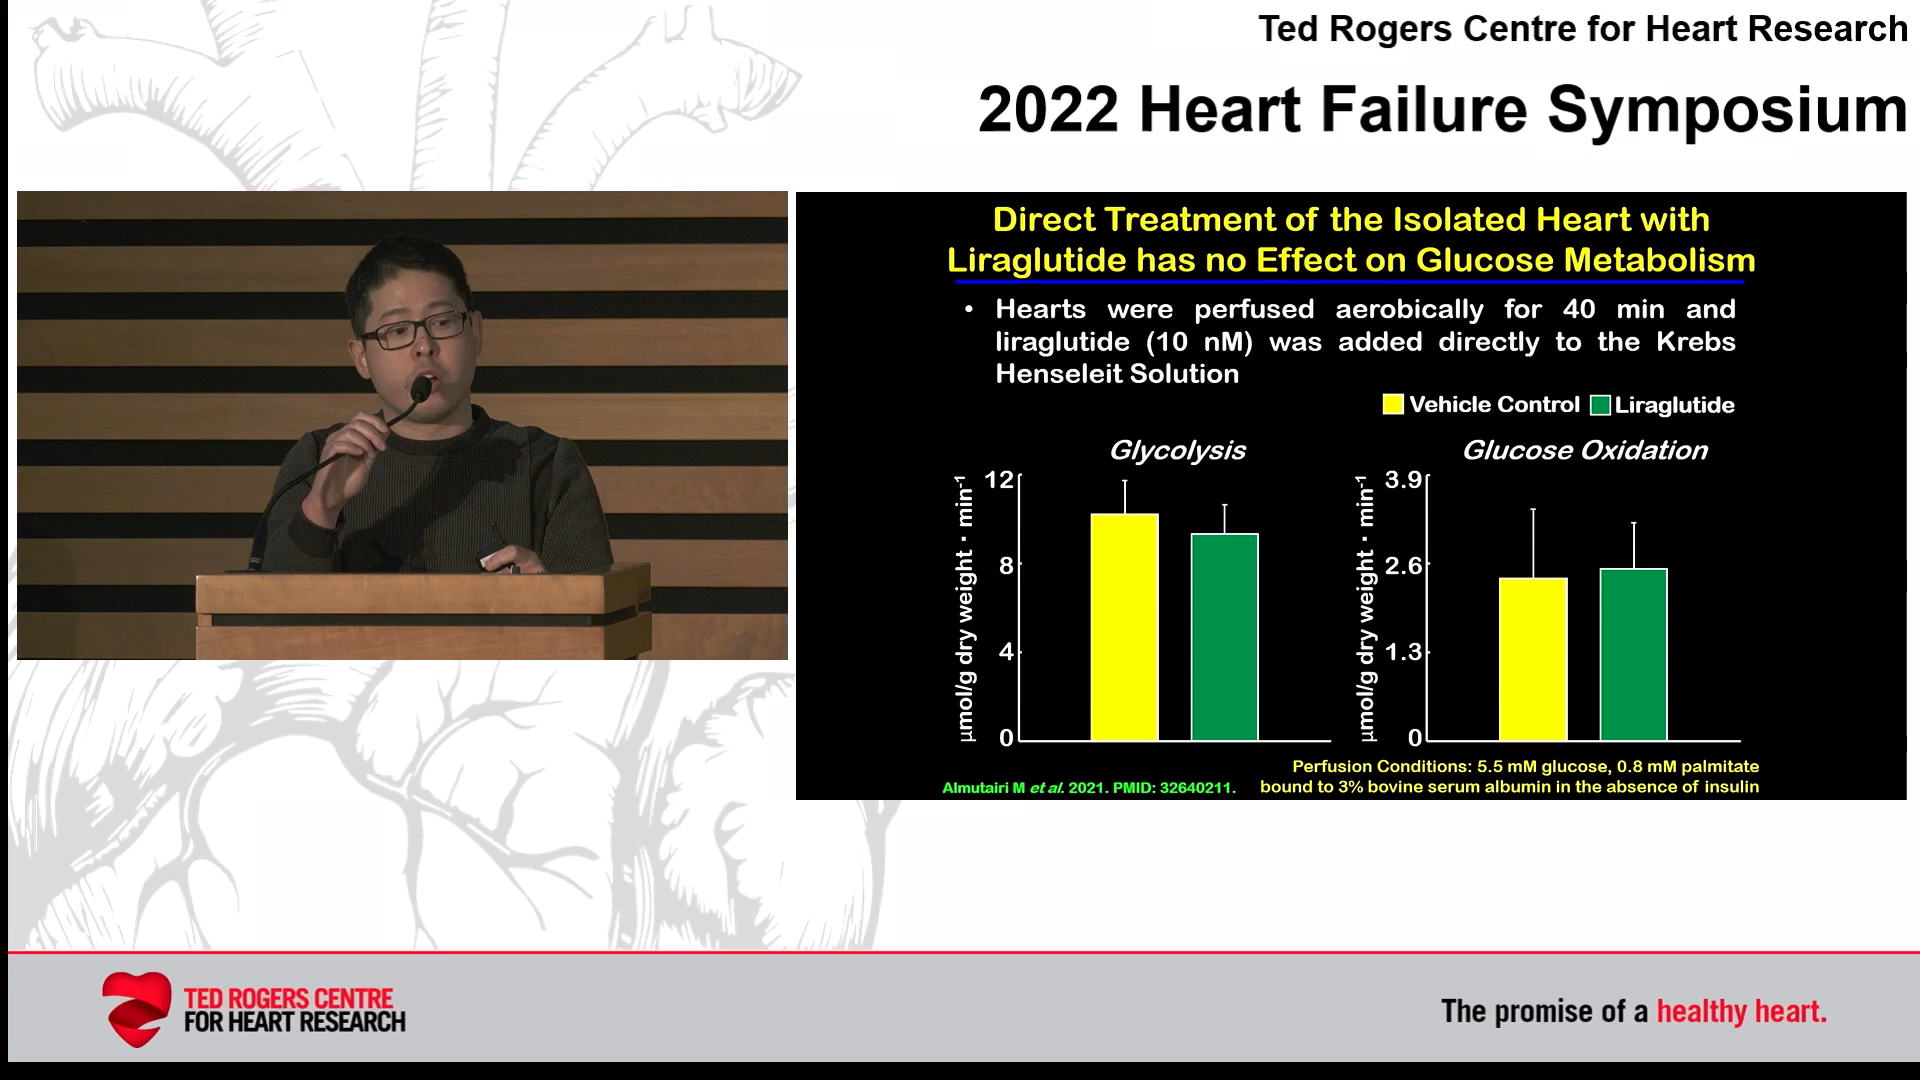 Ted Rogers Centre for Heart Research
2022 Heart Failure Symposium
Direct Treatment of the Isolated Heart with
Liraglutide has no Effect on Glucose Metabolism
• Hearts were perfused aerobically for 40 min and
liraglutide (10 nM) was added directly to the Krebs
Henseleit Solution
Vehicle Control Liraglutide
Glycolysis
μmol/g dry weight · min⁻¹
12
8
4
0
Glucose Oxidation
μmol/g dry weight · min⁻¹
3.9
2.6
1.3
0
Almutairi M et al. 2021. PMID: 32640211.
Perfusion Conditions: 5.5 mM glucose, 0.8 mM palmitate
bound to 3% bovine serum albumin in the absence of insulin
TED ROGERS CENTRE
FOR HEART RESEARCH
The promise of a healthy heart.